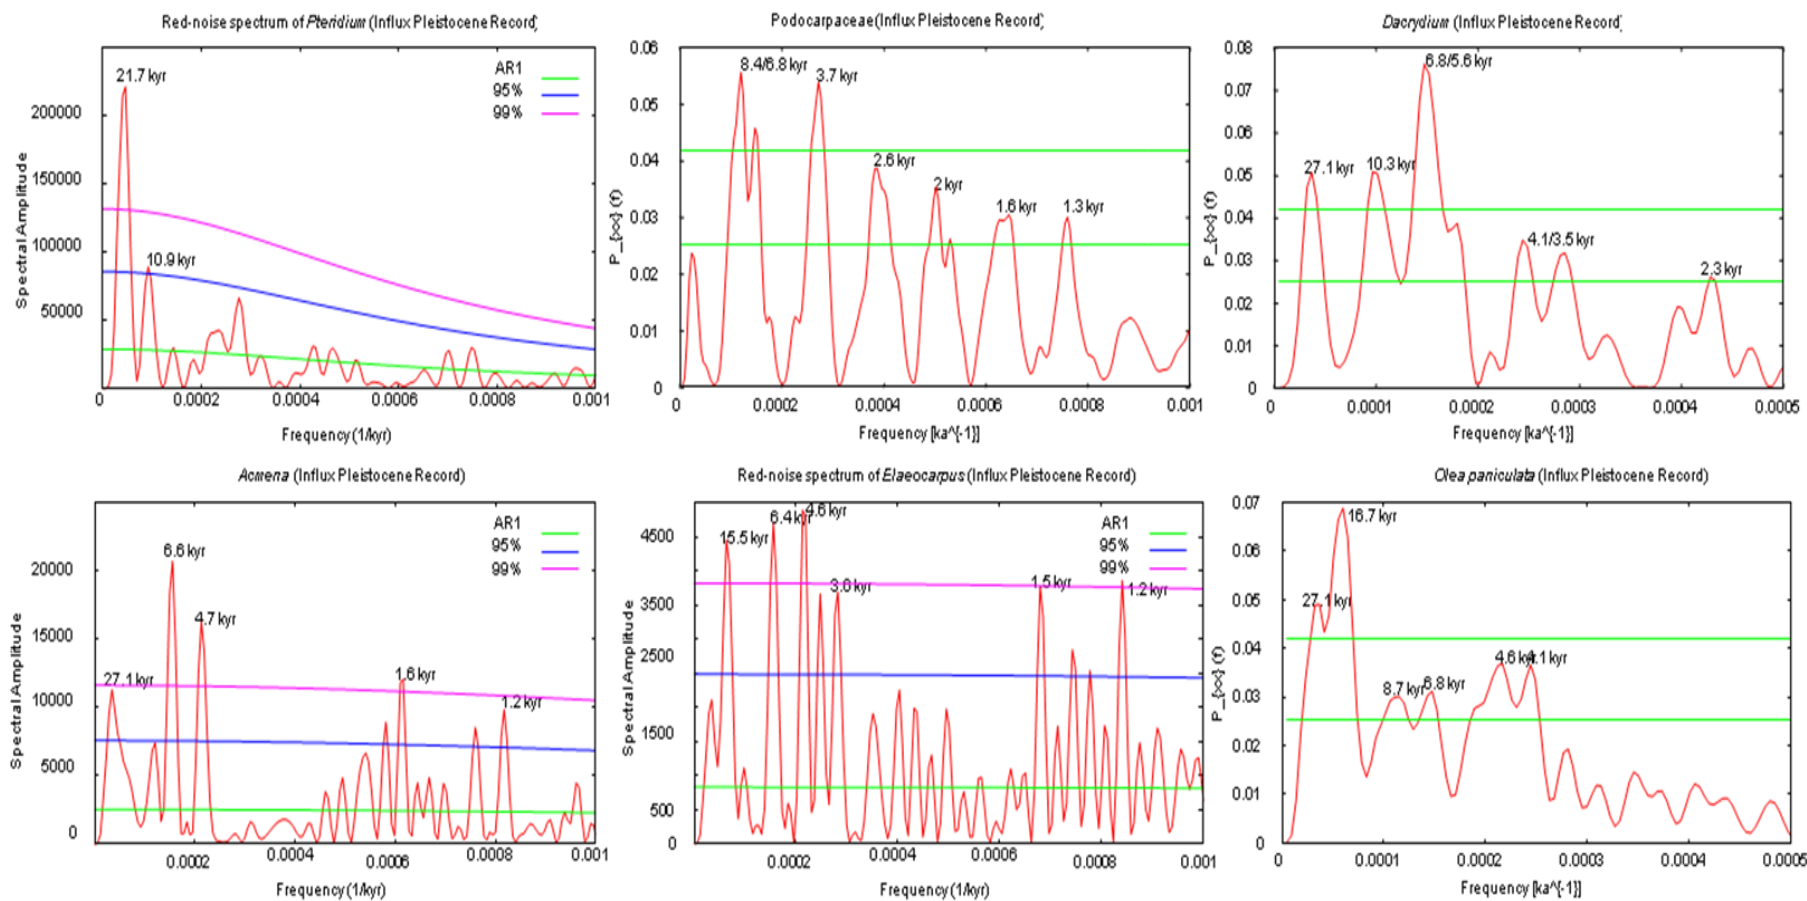 Red-noise spectrum of Pteridium (Influx Pleistocene Record)
21.7 kyr
10.9 kyr
AR1
95%
99%
200000
150000
100000
50000
Spectral Amplitude
0 0.0002 0.0004 0.0006 0.0008 0.001
Frequency (1/kyr)
Podocarpaceae (Influx Pleistocene Record)
8.4/6.8 kyr
3.7 kyr
2.6 kyr
2 kyr
1.6 kyr
1.3 kyr
0.06
0.05
0.04
0.03
0.02
0.01
0
P_{xx} (f)
0 0.0002 0.0004 0.0006 0.0008 0.001
Frequency [ka^{-1}]
Dacrydium (Influx Pleistocene Record)
27.1 kyr
10.3 kyr
6.8/5.6 kyr
4.1/3.5 kyr
2.3 kyr
0.08
0.07
0.06
0.05
0.04
0.03
0.02
0.01
0
P_{xx} (f)
0 0.0001 0.0002 0.0003 0.0004 0.0005
Frequency [ka^{-1}]
Acmena (Influx Pleistocene Record)
27.1 kyr
6.6 kyr
4.7 kyr
1.6 kyr
1.2 kyr
AR1
95%
99%
20000
15000
10000
5000
0
Spectral Amplitude
0.0002 0.0004 0.0006 0.0008 0.001
Frequency (1/kyr)
Red-noise spectrum of Elaeocarpus (Influx Pleistocene Record)
15.5 kyr
6.4 kyr
4.6 kyr
3.6 kyr
1.5 kyr
1.2 kyr
AR1
95%
99%
4500
3500
2500
1500
500
0
Spectral Amplitude
0.0002 0.0004 0.0006 0.0008 0.001
Frequency (1/kyr)
Olea paniculata (Influx Pleistocene Record)
27.1 kyr
16.7 kyr
8.7 kyr
6.8 kyr
4.6 kyr
4.1 kyr
0.07
0.06
0.05
0.04
0.03
0.02
0.01
0
P_{xx} (f)
0 0.0001 0.0002 0.0003 0.0004 0.0005
Frequency [ka^{-1}]